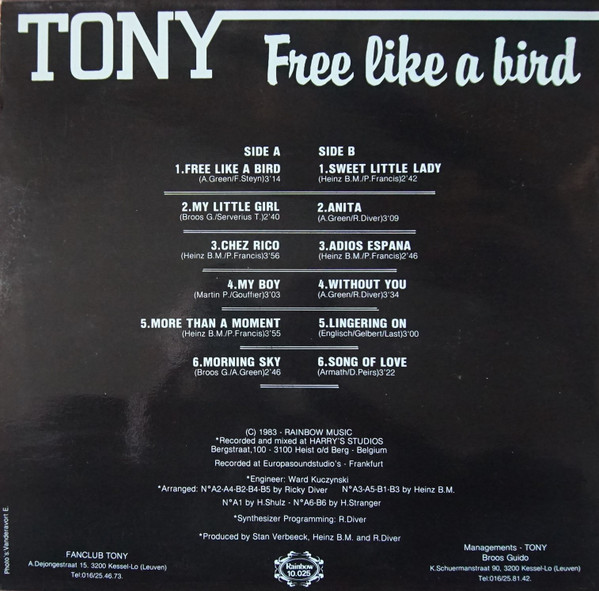 TONY
Free like a bird
SIDE A
1.FREE LIKE A BIRD
(A.Green/F.Steyn)3'14
2.MY LITTLE GIRL
(Broos G./Serverius T.)2'40
3.CHEZ RICO
(Heinz B.M./P.Francis)3'56
4.MY BOY
(Martin P./Gouffier)3'03
5.MORE THAN A MOMENT
(Heinz B.M./P.Francis)3'55
6.MORNING SKY
(Broos G./A.Green)2'46
SIDE B
1.SWEET LITTLE LADY
(Heinz B.M./P.Francis)2'42
2.ANITA
(A.Green/R.Diver)3'09
3.ADIOS ESPANA
(Heinz B.M./P.Francis)2'46
4.WITHOUT YOU
(A.Green/R.Diver)3'34
5.LINGERING ON
(Englisch/Gelbert/Last)3'00
6.SONG OF LOVE
(Armath/D.Peirs)3'22
(C) 1983 - RAINBOW MUSIC
*Recorded and mixed at HARRY'S STUDIOS
Bergstraat,100 - 3100 Heist o/d Berg - Belgium
Recorded at Europasoundstudio's - Frankfurt
*Engineer: Ward Kuczynski
*Arranged: N°A2-A4-B2-B4-B5 by Ricky Diver N°A3-A5-B1-B3 by Heinz B.M.
N°A1 by H.Shulz - N°A6-B6 by H.Stranger
*Synthesizer Programming: R.Diver
*Produced by Stan Verbeeck, Heinz B.M. and R.Diver
Photo's Vanderavort E.
FANCLUB TONY
A.Dejongestraat 15. 3200 Kessel-Lo (Leuven)
Tel:016/25.46.73.
Rainbow
10.025
Managements - TONY
Broos Guido
K.Schuermanstraat 90, 3200 Kessel-Lo (Leuven)
Tel:016/25.81.42.